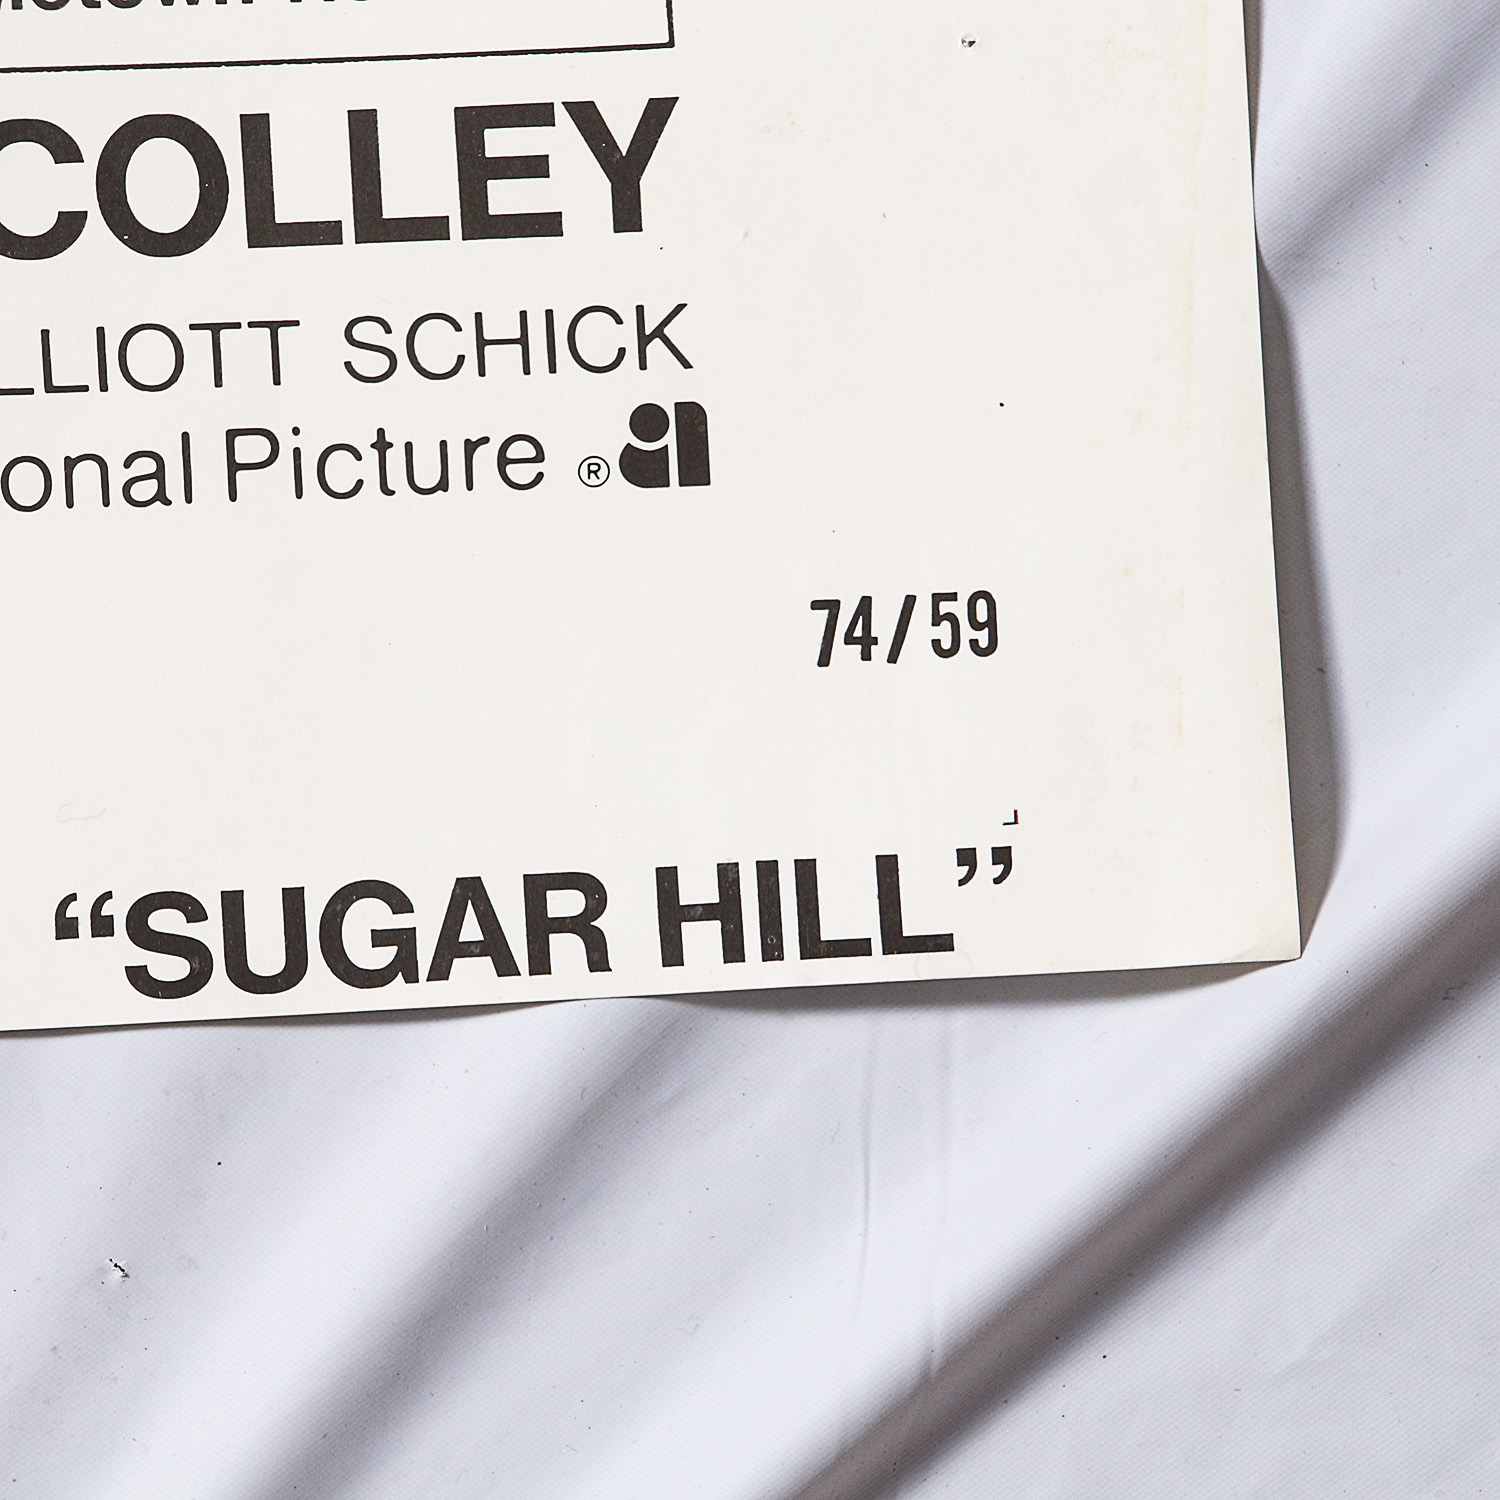 COLLEY
LLIOTT SCHICK
onal Picture ®
74/59
“SUGAR HILL”